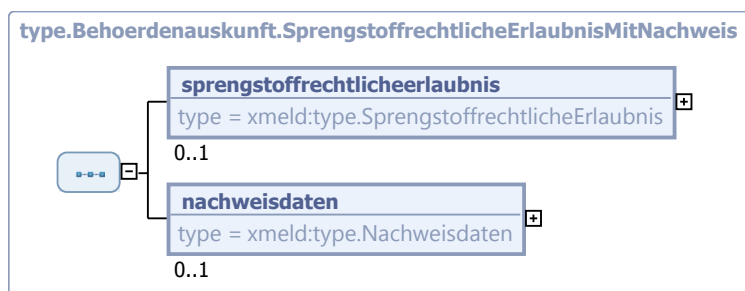 type.Behoerdenauskunft.SprengstoffrechtlicheErlaubnisMitNachweis
sprengstoffrechtlicheerlaubnis
type = xmeld:type.SprengstoffrechtlicheErlaubnis
0..1
nachweisdaten
type = xmeld:type.Nachweisdaten
0..1